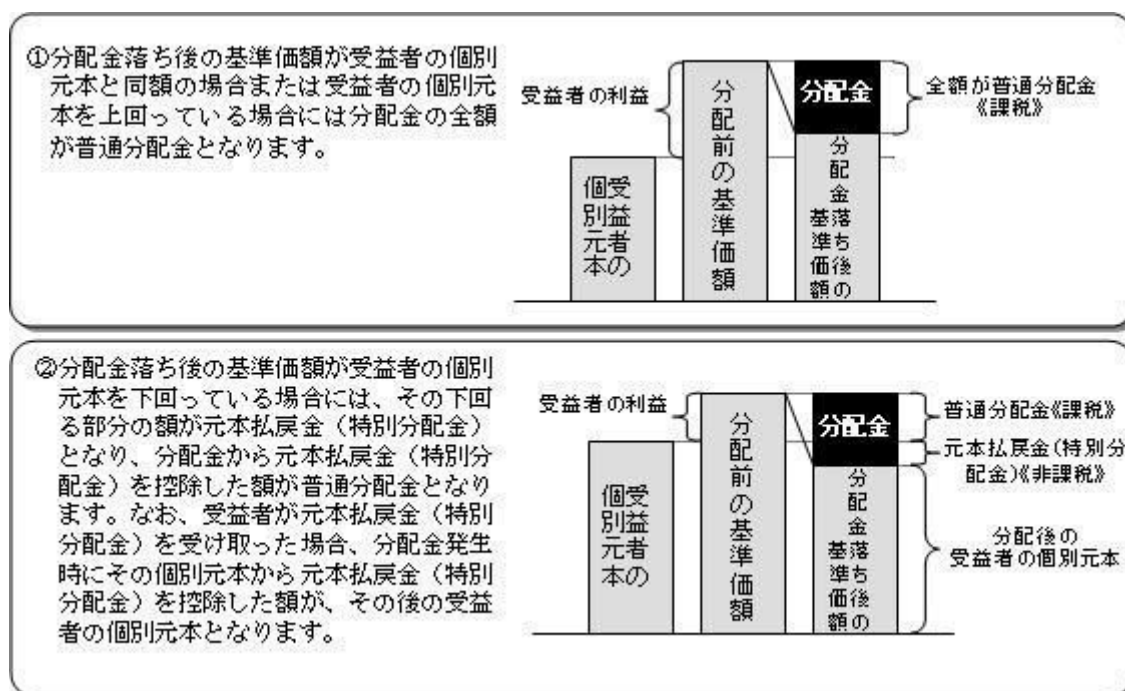 ①分配金落ち後の基準価額が受益者の個別
元本と同額の場合または受益者の個別元
本を上回っている場合には分配金の全額
が普通分配金となります。
受益者の利益
個別元本
受益者の
分配前の基準価額
分配金
分配金落ち後の
基準価額
全額が普通分配金
《課税》
②分配金落ち後の基準価額が受益者の個別
元本を下回っている場合には、その下回
る部分の額が元本払戻金（特別分配金）
となり、分配金から元本払戻金（特別分
配金）を控除した額が普通分配金となり
ます。なお、受益者が元本払戻金（特別
分配金）を受け取った場合、分配金発生
時にその個別元本から元本払戻金（特別
分配金）を控除した額が、その後の受益
者の個別元本となります。
受益者の利益
受益者の
個別元本
分配前の基準価額
分配金
分配金落ち後の
基準価額
普通分配金《課税》
元本払戻金（特別分
配金）《非課税》
分配後の
受益者の個別元本